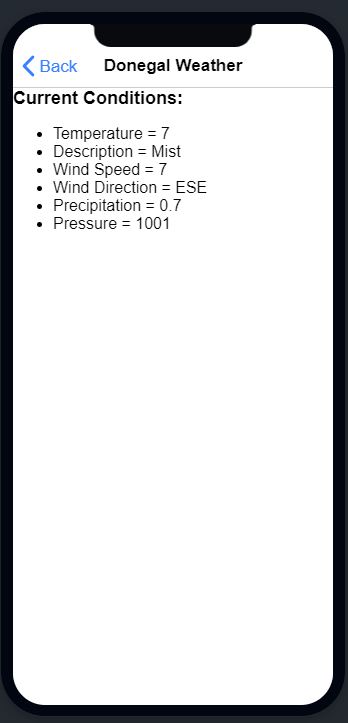 Back Donegal Weather
Current Conditions:
Temperature = 7
Description = Mist
Wind Speed = 7
Wind Direction = ESE
Precipitation = 0.7
Pressure = 1001